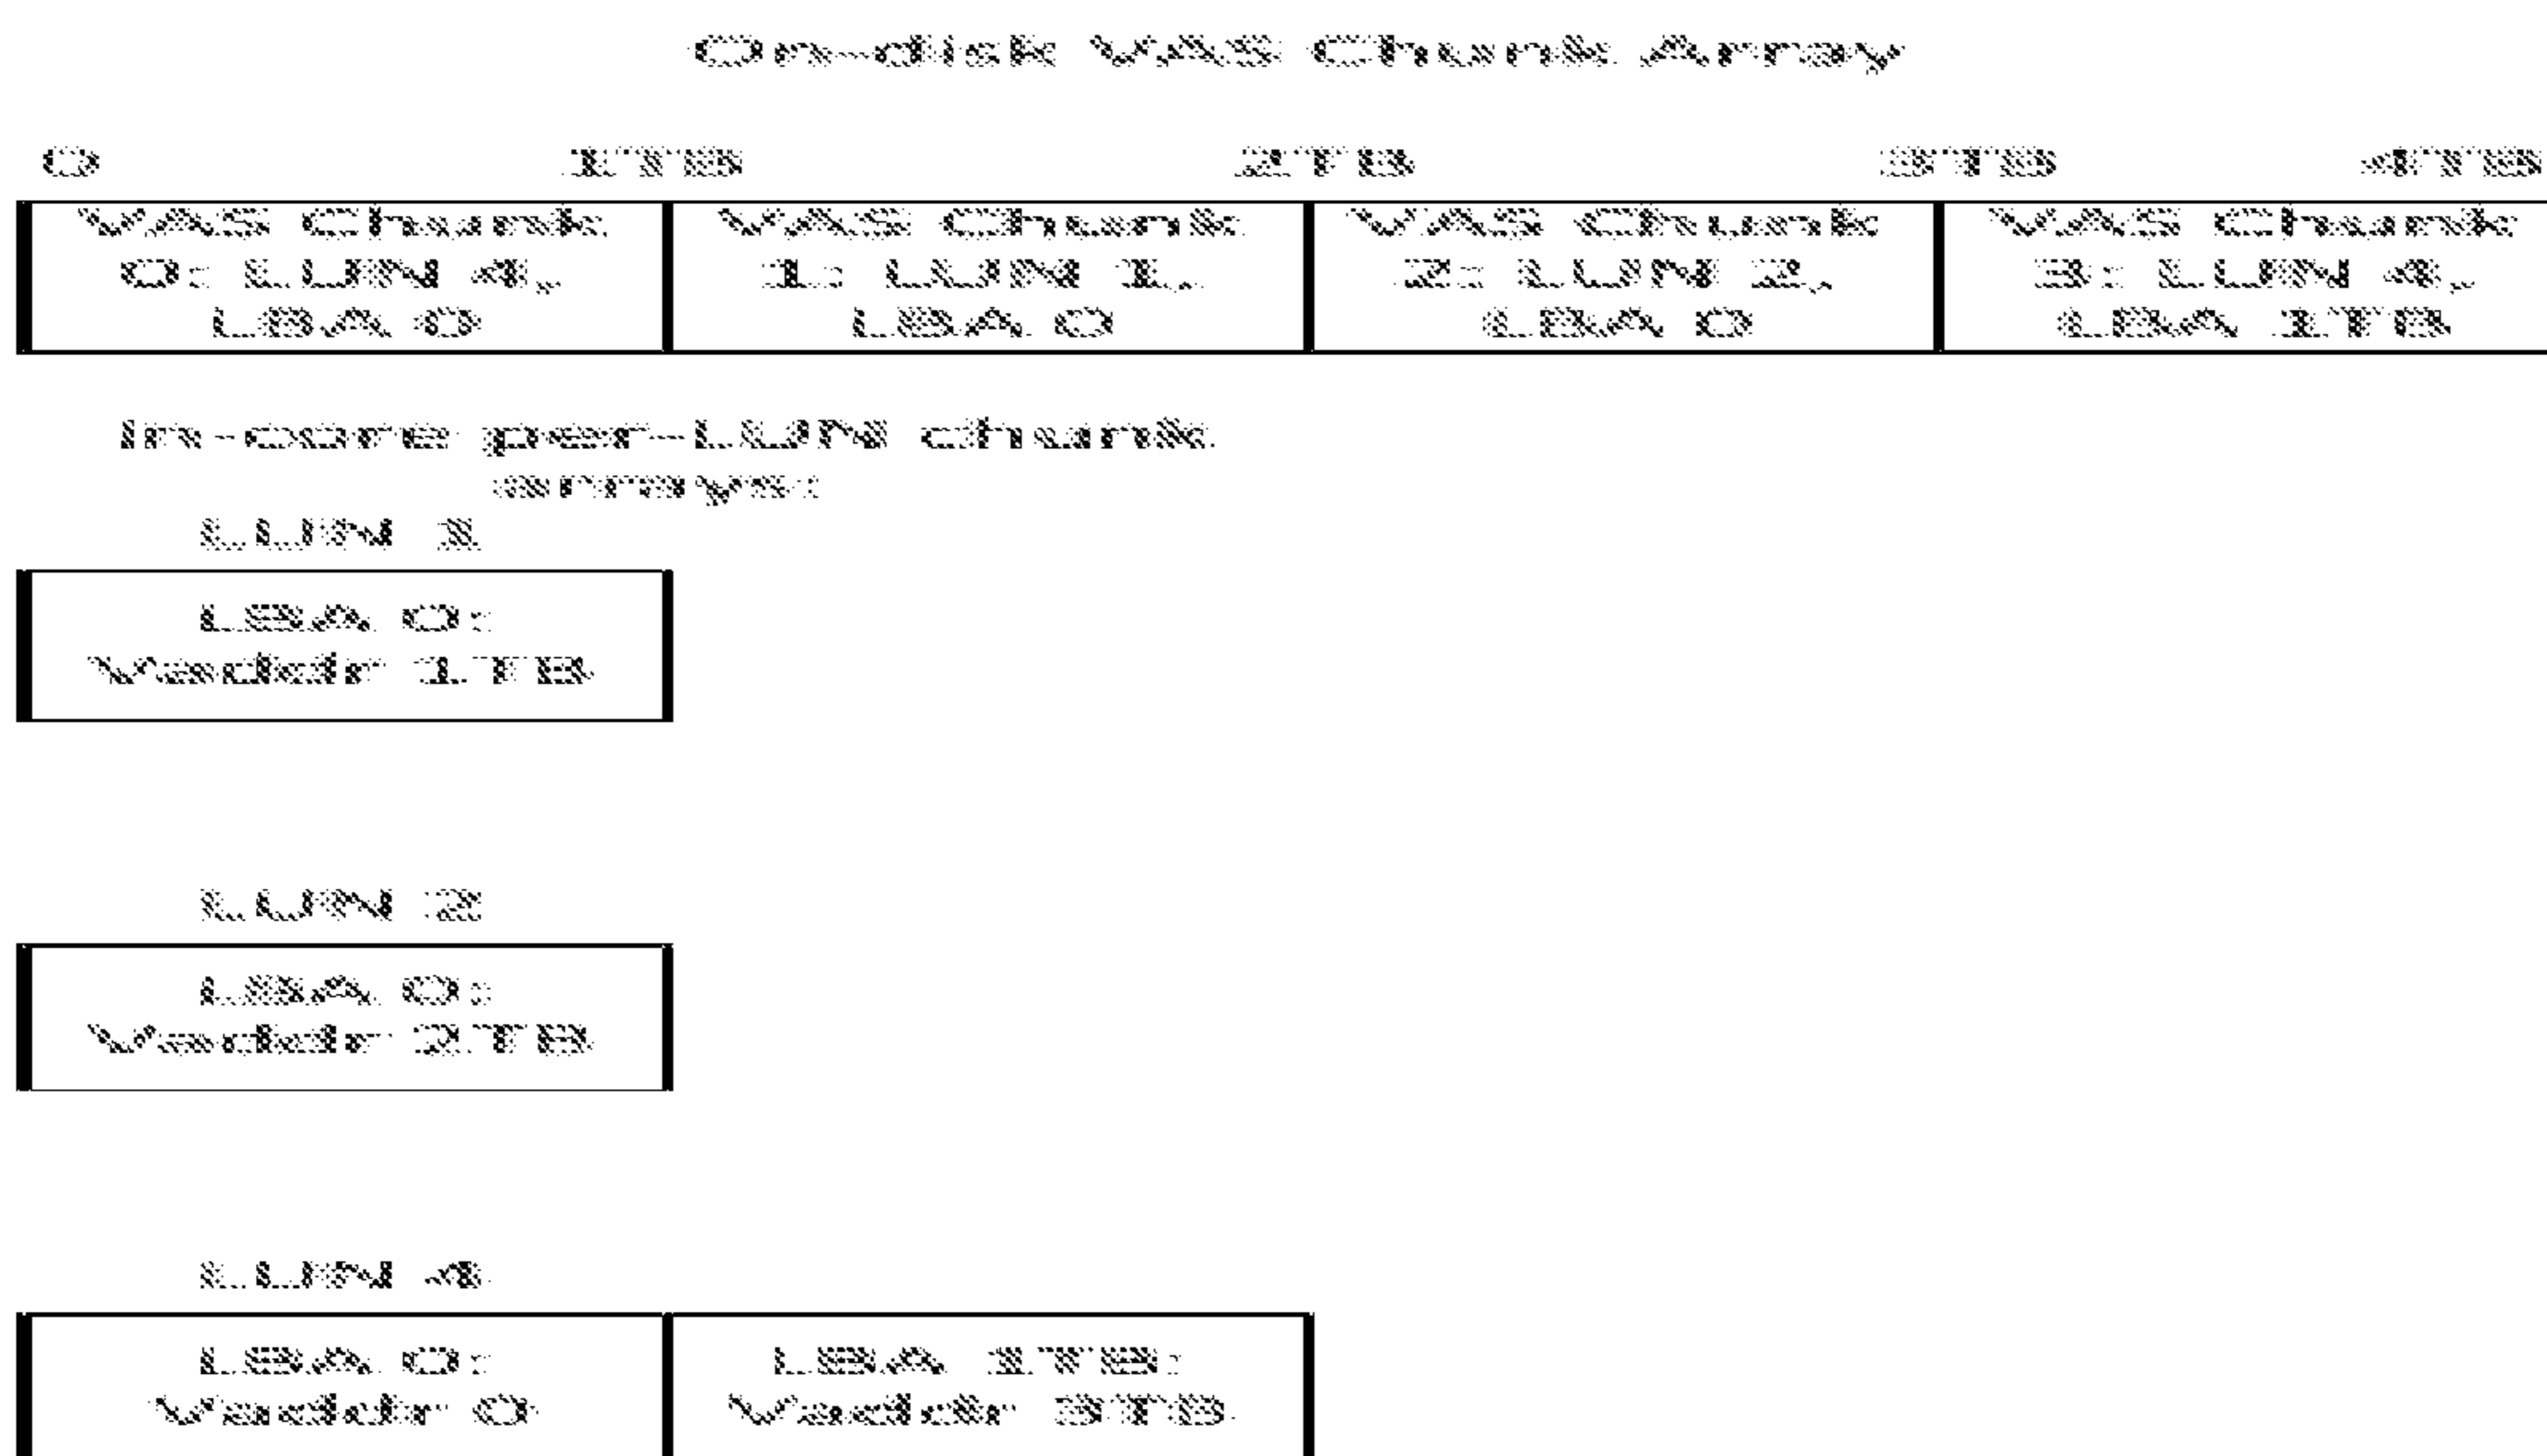 On-disk VAS Chunk Array
0 1TB 2TB 3TB 4TB
VAS Chunk
0: LUN 4,
LBA 0
VAS Chunk
1: LUN 1,
LBA 0
VAS Chunk
2: LUN 2,
LBA 0
VAS Chunk
3: LUN 4,
LBA 1TB
In-core per-LUN chunk
arrays:
LUN 1
LBA 0:
Vaddr 1TB
LUN 2
LBA 0:
Vaddr 2TB
LUN 4
LBA 0:
Vaddr 0
LBA 1TB:
Vaddr 3TB